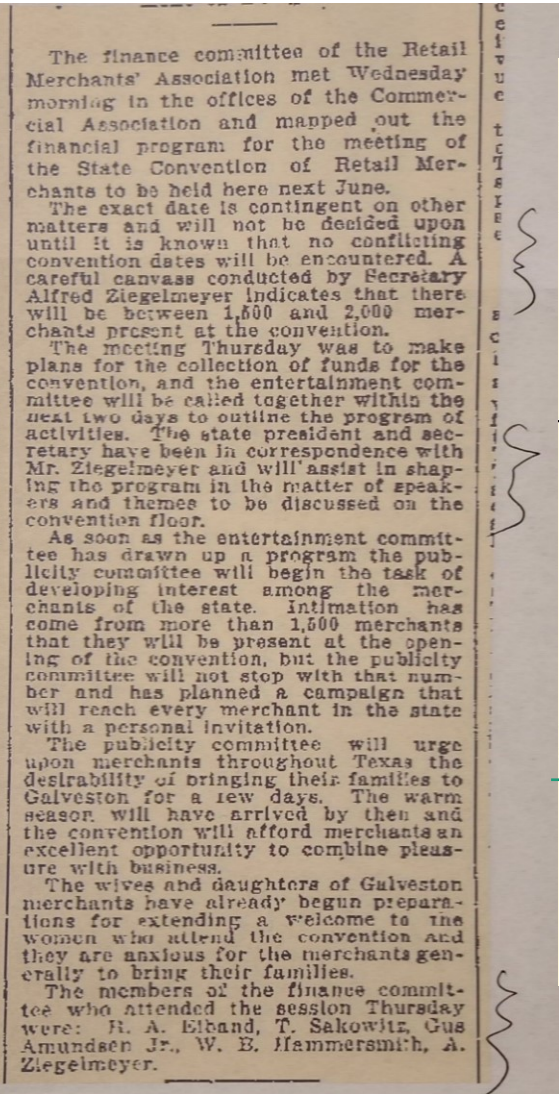 The finance committee of the Retail
Merchants' Association met Wednesday
morning in the offices of the Commer-
cial Association and mapped out the
financial program for the meeting of
the State Convention of Retail Mer-
chants to be held here next June.
The exact date is contingent on other
matters and will not be decided upon
until it is known that no conflicting
convention dates will be encountered. A
careful canvass conducted by Secretary
Alfred Ziegelmeyer indicates that there
will be between 1,500 and 2,000 mer-
chants present at the convention.
The meeting Thursday was to make
plans for the collection of funds for the
convention, and the entertainment com-
mittee will be called together within the
next two days to outline the program of
activities. The state president and sec-
retary have been in correspondence with
Mr. Ziegelmeyer and will assist in shap-
ing the program in the matter of speak-
ers and themes to be discussed on the
convention floor.
As soon as the entertainment commit-
tee has drawn up a program the pub-
licity committee will begin the task of
developing interest among the mer-
chants of the state. Intimation has
come from more than 1,500 merchants
that they will be present at the open-
ing of the convention, but the publicity
committee will not stop with that num-
ber and has planned a campaign that
will reach every merchant in the state
with a personal invitation.
The publicity committee will urge
upon merchants throughout Texas the
desirability of bringing their families to
Galveston for a few days. The warm
season will have arrived by then and
the convention will afford merchants an
excellent opportunity to combine pleas-
ure with business.
The wives and daughters of Galveston
merchants have already begun prepara-
tions for extending a welcome to the
women who attend the convention and
they are anxious for the merchants gen-
erally to bring their families.
The members of the finance commit-
tee who attended the session Thursday
were: R. A. Eiband, T. Sakowitz, Gus
Amundsen Jr., W. B. Hammersmith, A.
Ziegelmeyer.